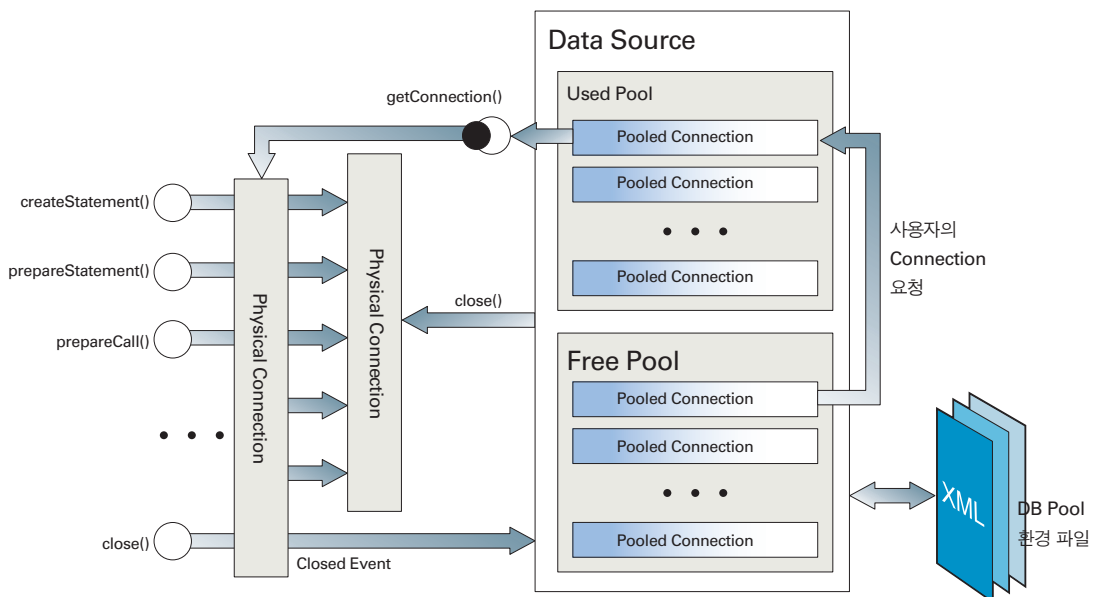 Data Source
Used Pool
getConnection()
Pooled Connection
Pooled Connection
Pooled Connection
createStatement()
prepareStatement()
prepareCall()
close()
Physical Connection
Physical Connection
close()
사용자의
Connection
요청
Free Pool
Pooled Connection
Pooled Connection
Pooled Connection
Closed Event
XML
DB Pool
환경 파일